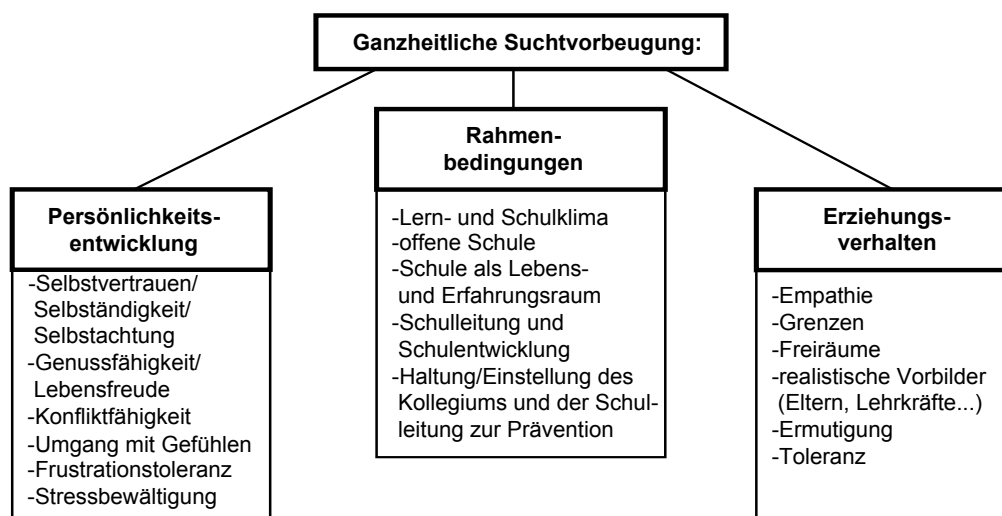 Ganzheitliche Suchtvorbeugung:
Persönlichkeits-
entwicklung
-Selbstvertrauen/
Selbständigkeit/
Selbstachtung
-Genussfähigkeit/
Lebensfreude
-Konfliktfähigkeit
-Umgang mit Gefühlen
-Frustrationstoleranz
-Stressbewältigung
Rahmen-
bedingungen
-Lern- und Schulklima
-offene Schule
-Schule als Lebens-
und Erfahrungsraum
-Schulleitung und
Schulentwicklung
-Haltung/Einstellung des
Kollegiums und der Schul-
leitung zur Prävention
Erziehungs-
verhalten
-Empathie
-Grenzen
-Freiräume
-realistische Vorbilder
(Eltern, Lehrkräfte...)
-Ermutigung
-Toleranz